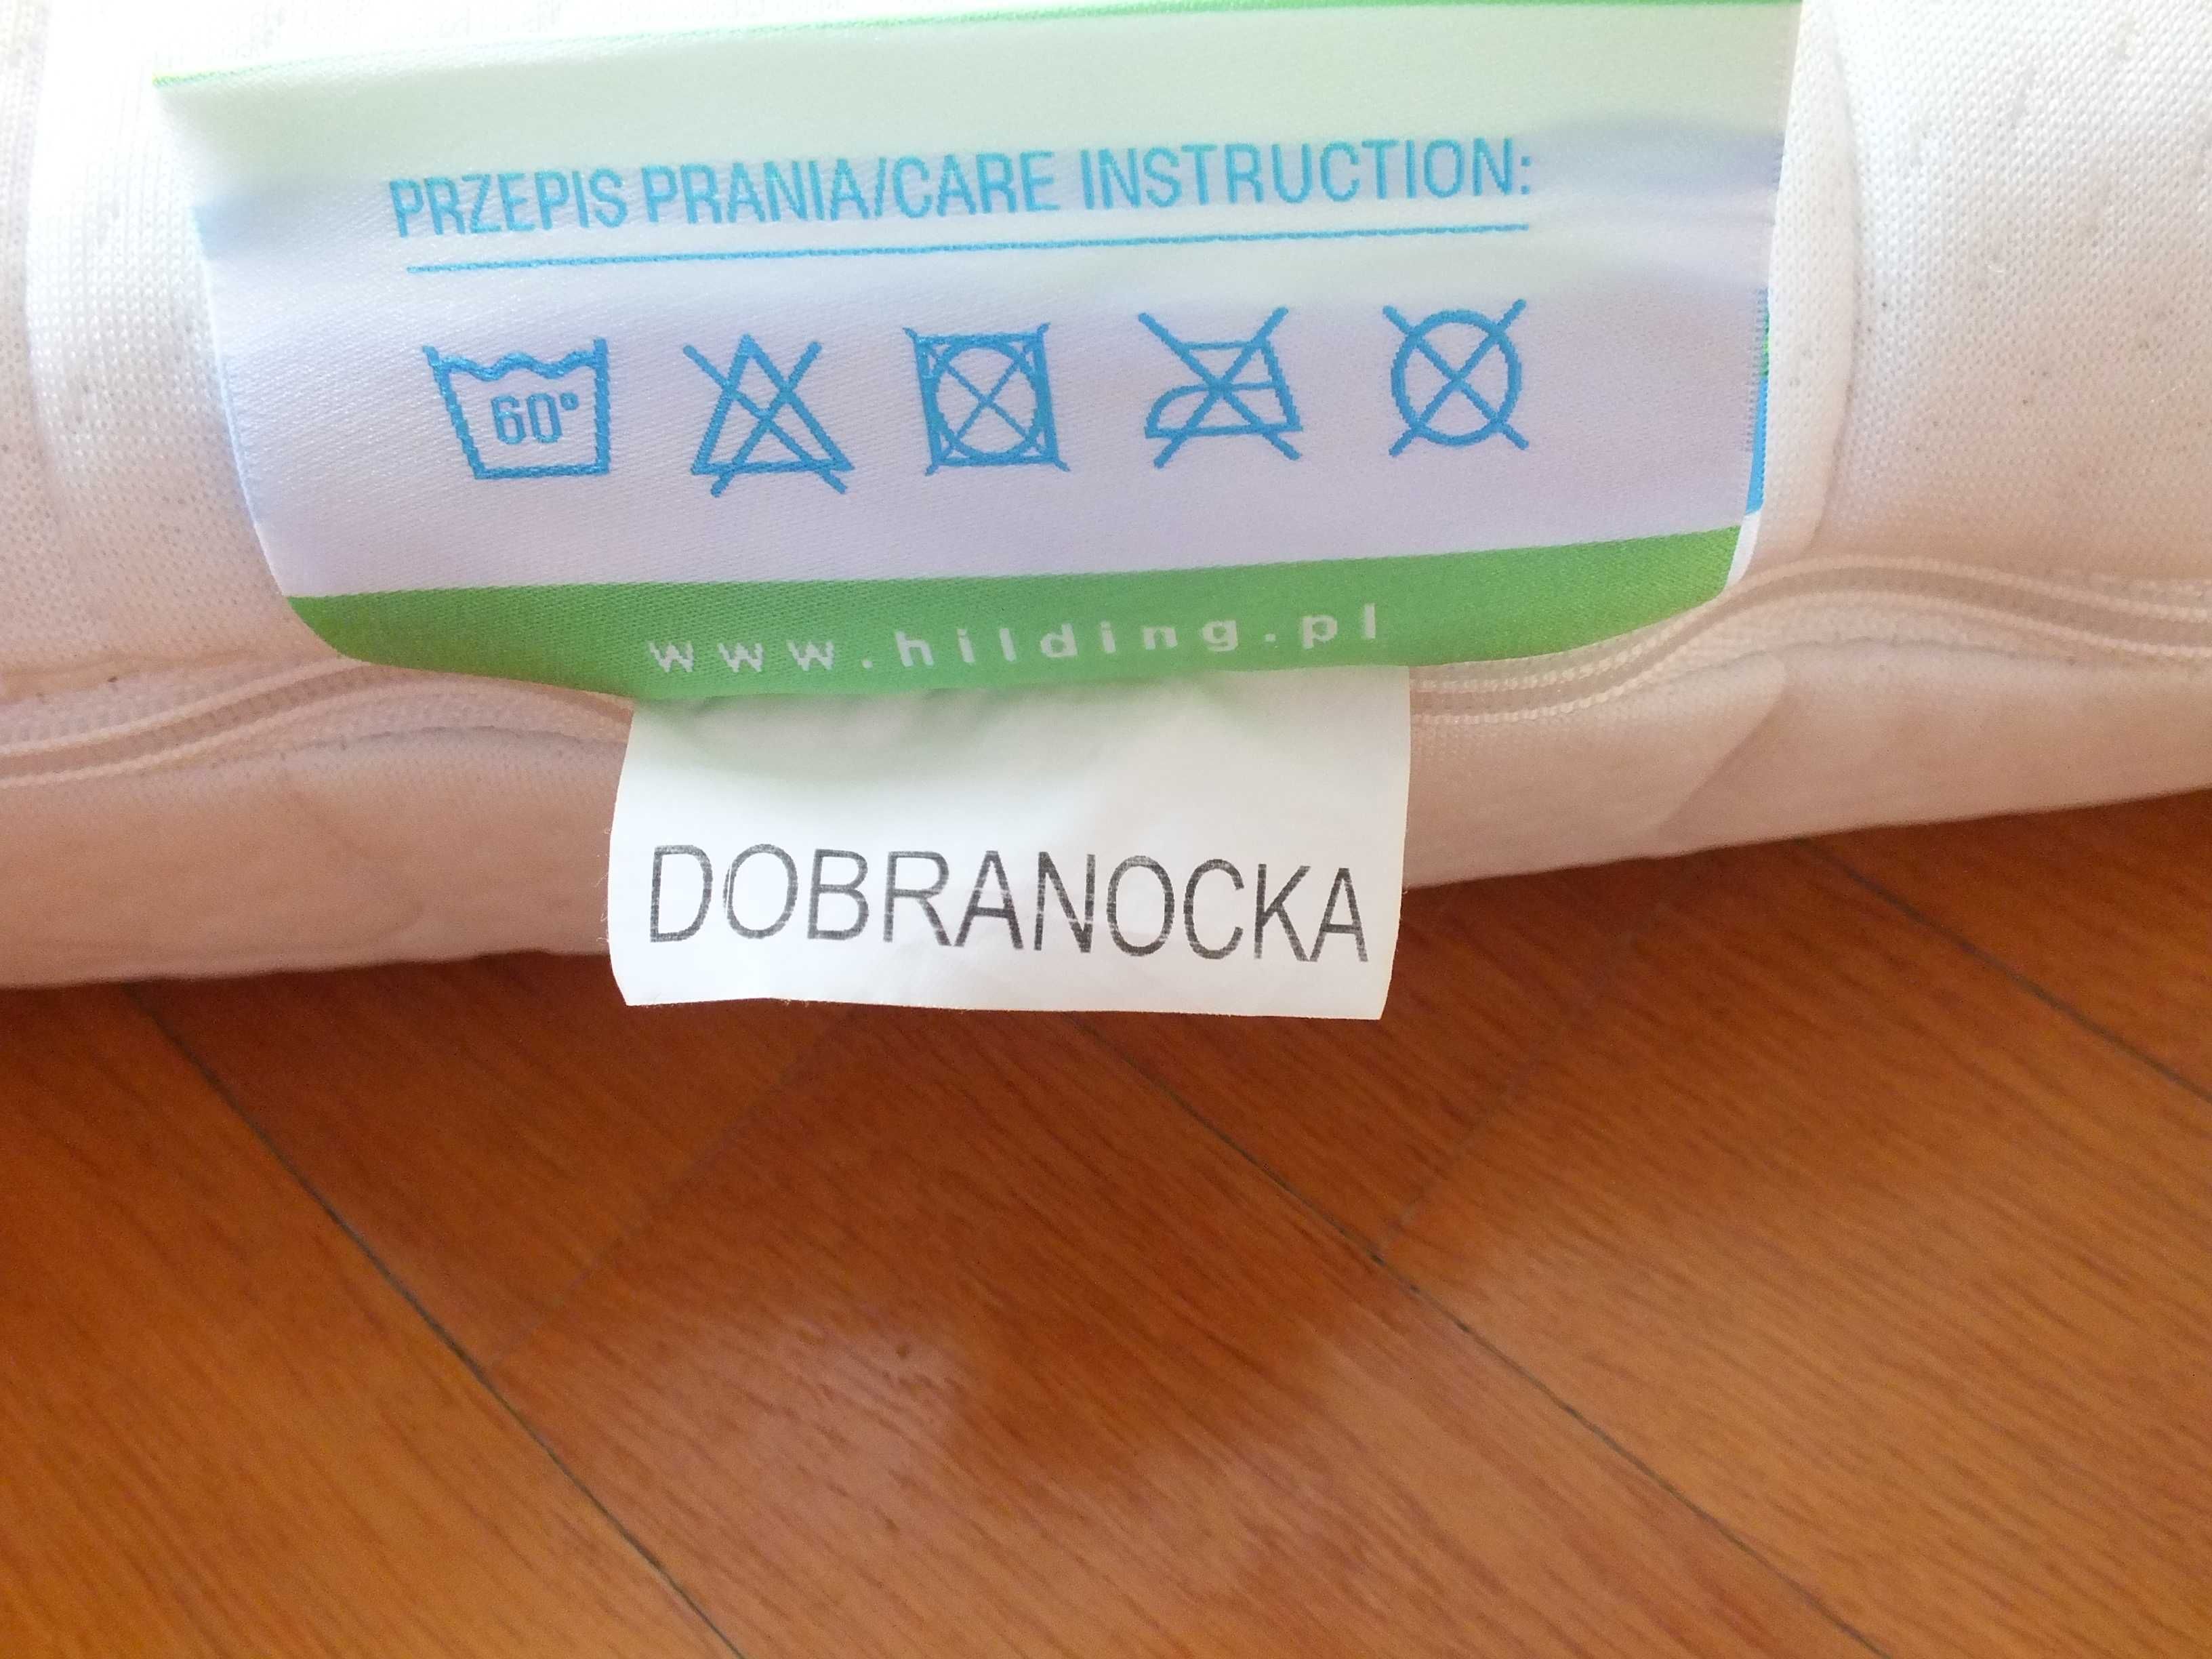 PRZEPIS PRANIA/CARE INSTRUCTION:
60°
www.hilding.pl
DOBRANOCKA